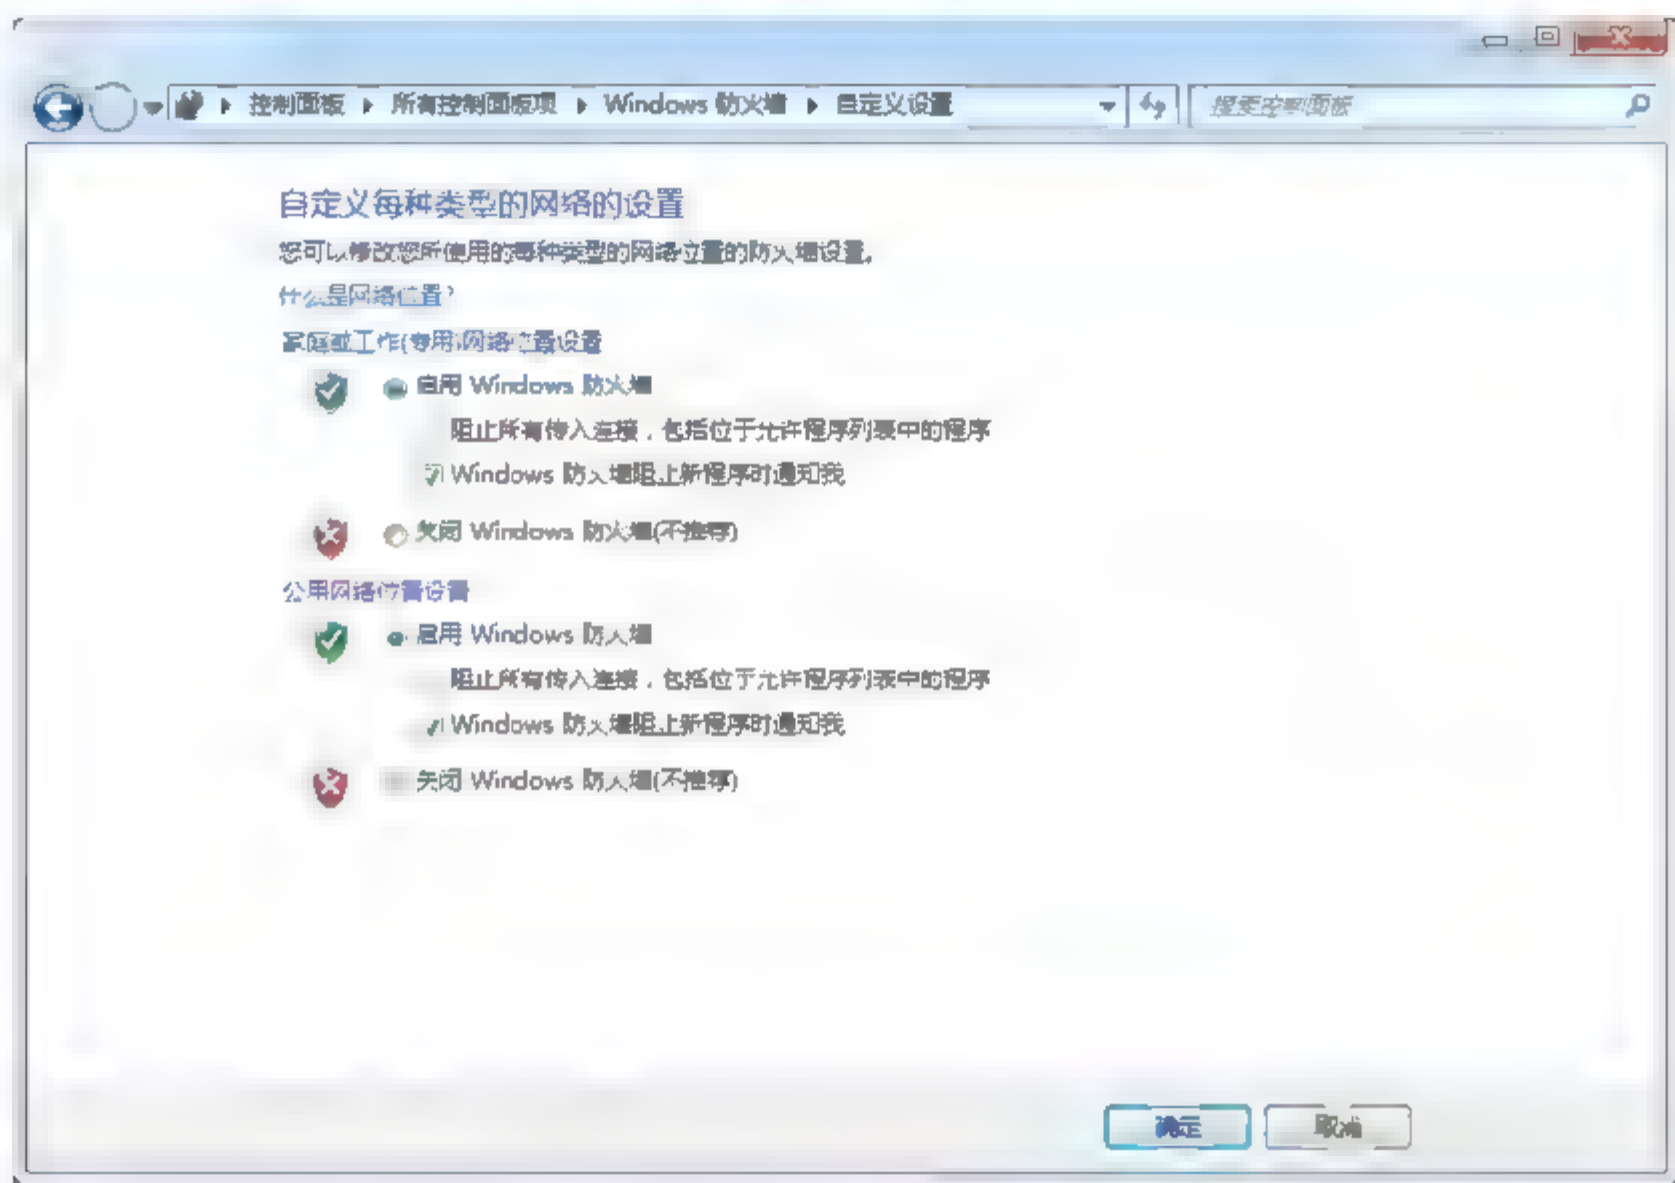 控制面板 ▸ 所有控制面板项 ▸ Windows 防火墙 ▸ 自定义设置
搜索控制面板
自定义每种类型的网络的设置
您可以修改您所使用的每种类型的网络位置的防火墙设置。
什么是网络位置?
家庭或工作(专用)网络位置设置
启用 Windows 防火墙
阻止所有传入连接，包括位于允许程序列表中的程序
Windows 防火墙阻止新程序时通知我
关闭 Windows 防火墙(不推荐)
公用网络位置设置
启用 Windows 防火墙
阻止所有传入连接，包括位于允许程序列表中的程序
Windows 防火墙阻止新程序时通知我
关闭 Windows 防火墙(不推荐)
确定
取消